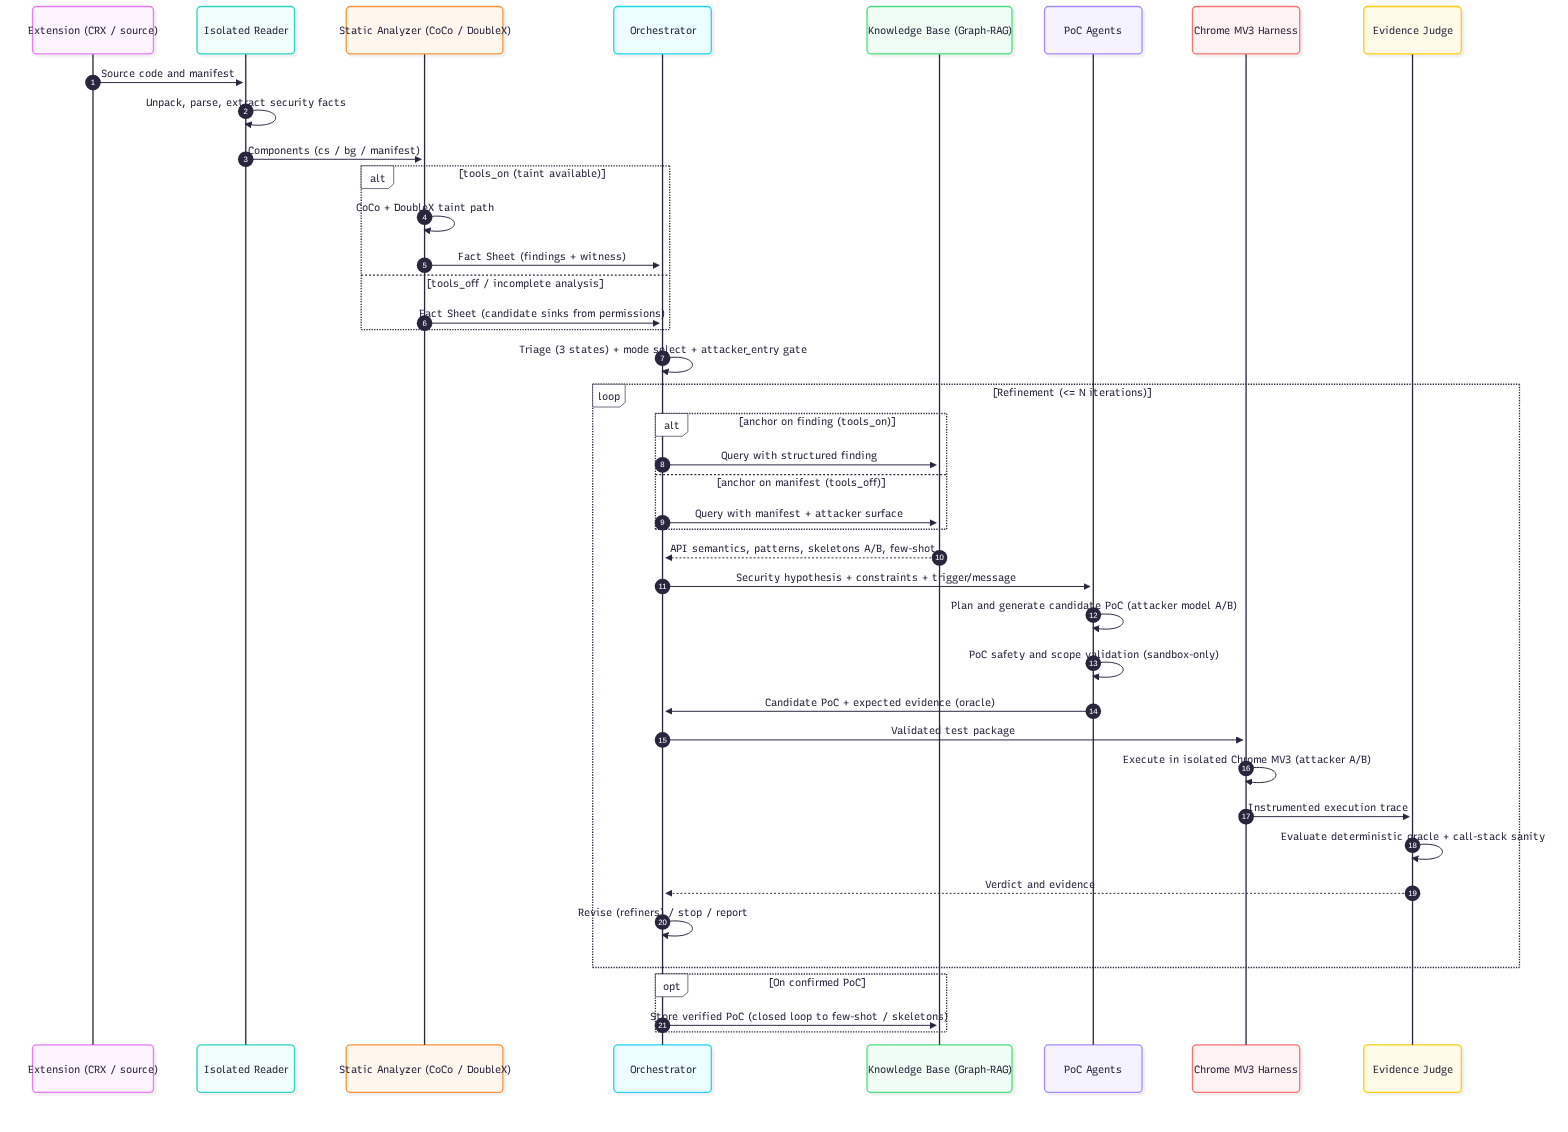 Extension (CRX / source)
Isolated Reader
Static Analyzer (CoCo / DoubleX)
Orchestrator
Knowledge Base (Graph-RAG)
PoC Agents
Chrome MV3 Harness
Evidence Judge
1
Source code and manifest
2
Unpack, parse, extract security facts
3
Components (cs / bg / manifest)
alt
[tools_on (taint available)]
4
CoCo + DoubleX taint path
5
Fact Sheet (findings + witness)
[tools_off / incomplete analysis]
6
Fact Sheet (candidate sinks from permissions)
7
Triage (3 states) + mode select + attacker_entry gate
loop
[Refinement (<= N iterations)]
alt
[anchor on finding (tools_on)]
8
Query with structured finding
[anchor on manifest (tools_off)]
9
Query with manifest + attacker surface
10
API semantics, patterns, skeletons A/B, few-shot
11
Security hypothesis + constraints + trigger/message
12
Plan and generate candidate PoC (attacker model A/B)
13
PoC safety and scope validation (sandbox-only)
14
Candidate PoC + expected evidence (oracle)
15
Validated test package
16
Execute in isolated Chrome MV3 (attacker A/B)
17
Instrumented execution trace
18
Evaluate deterministic oracle + call-stack sanity
19
Verdict and evidence
20
Revise (refiners) / stop / report
opt
[On confirmed PoC]
21
Store verified PoC (closed loop to few-shot / skeletons)
Extension (CRX / source)
Isolated Reader
Static Analyzer (CoCo / DoubleX)
Orchestrator
Knowledge Base (Graph-RAG)
PoC Agents
Chrome MV3 Harness
Evidence Judge